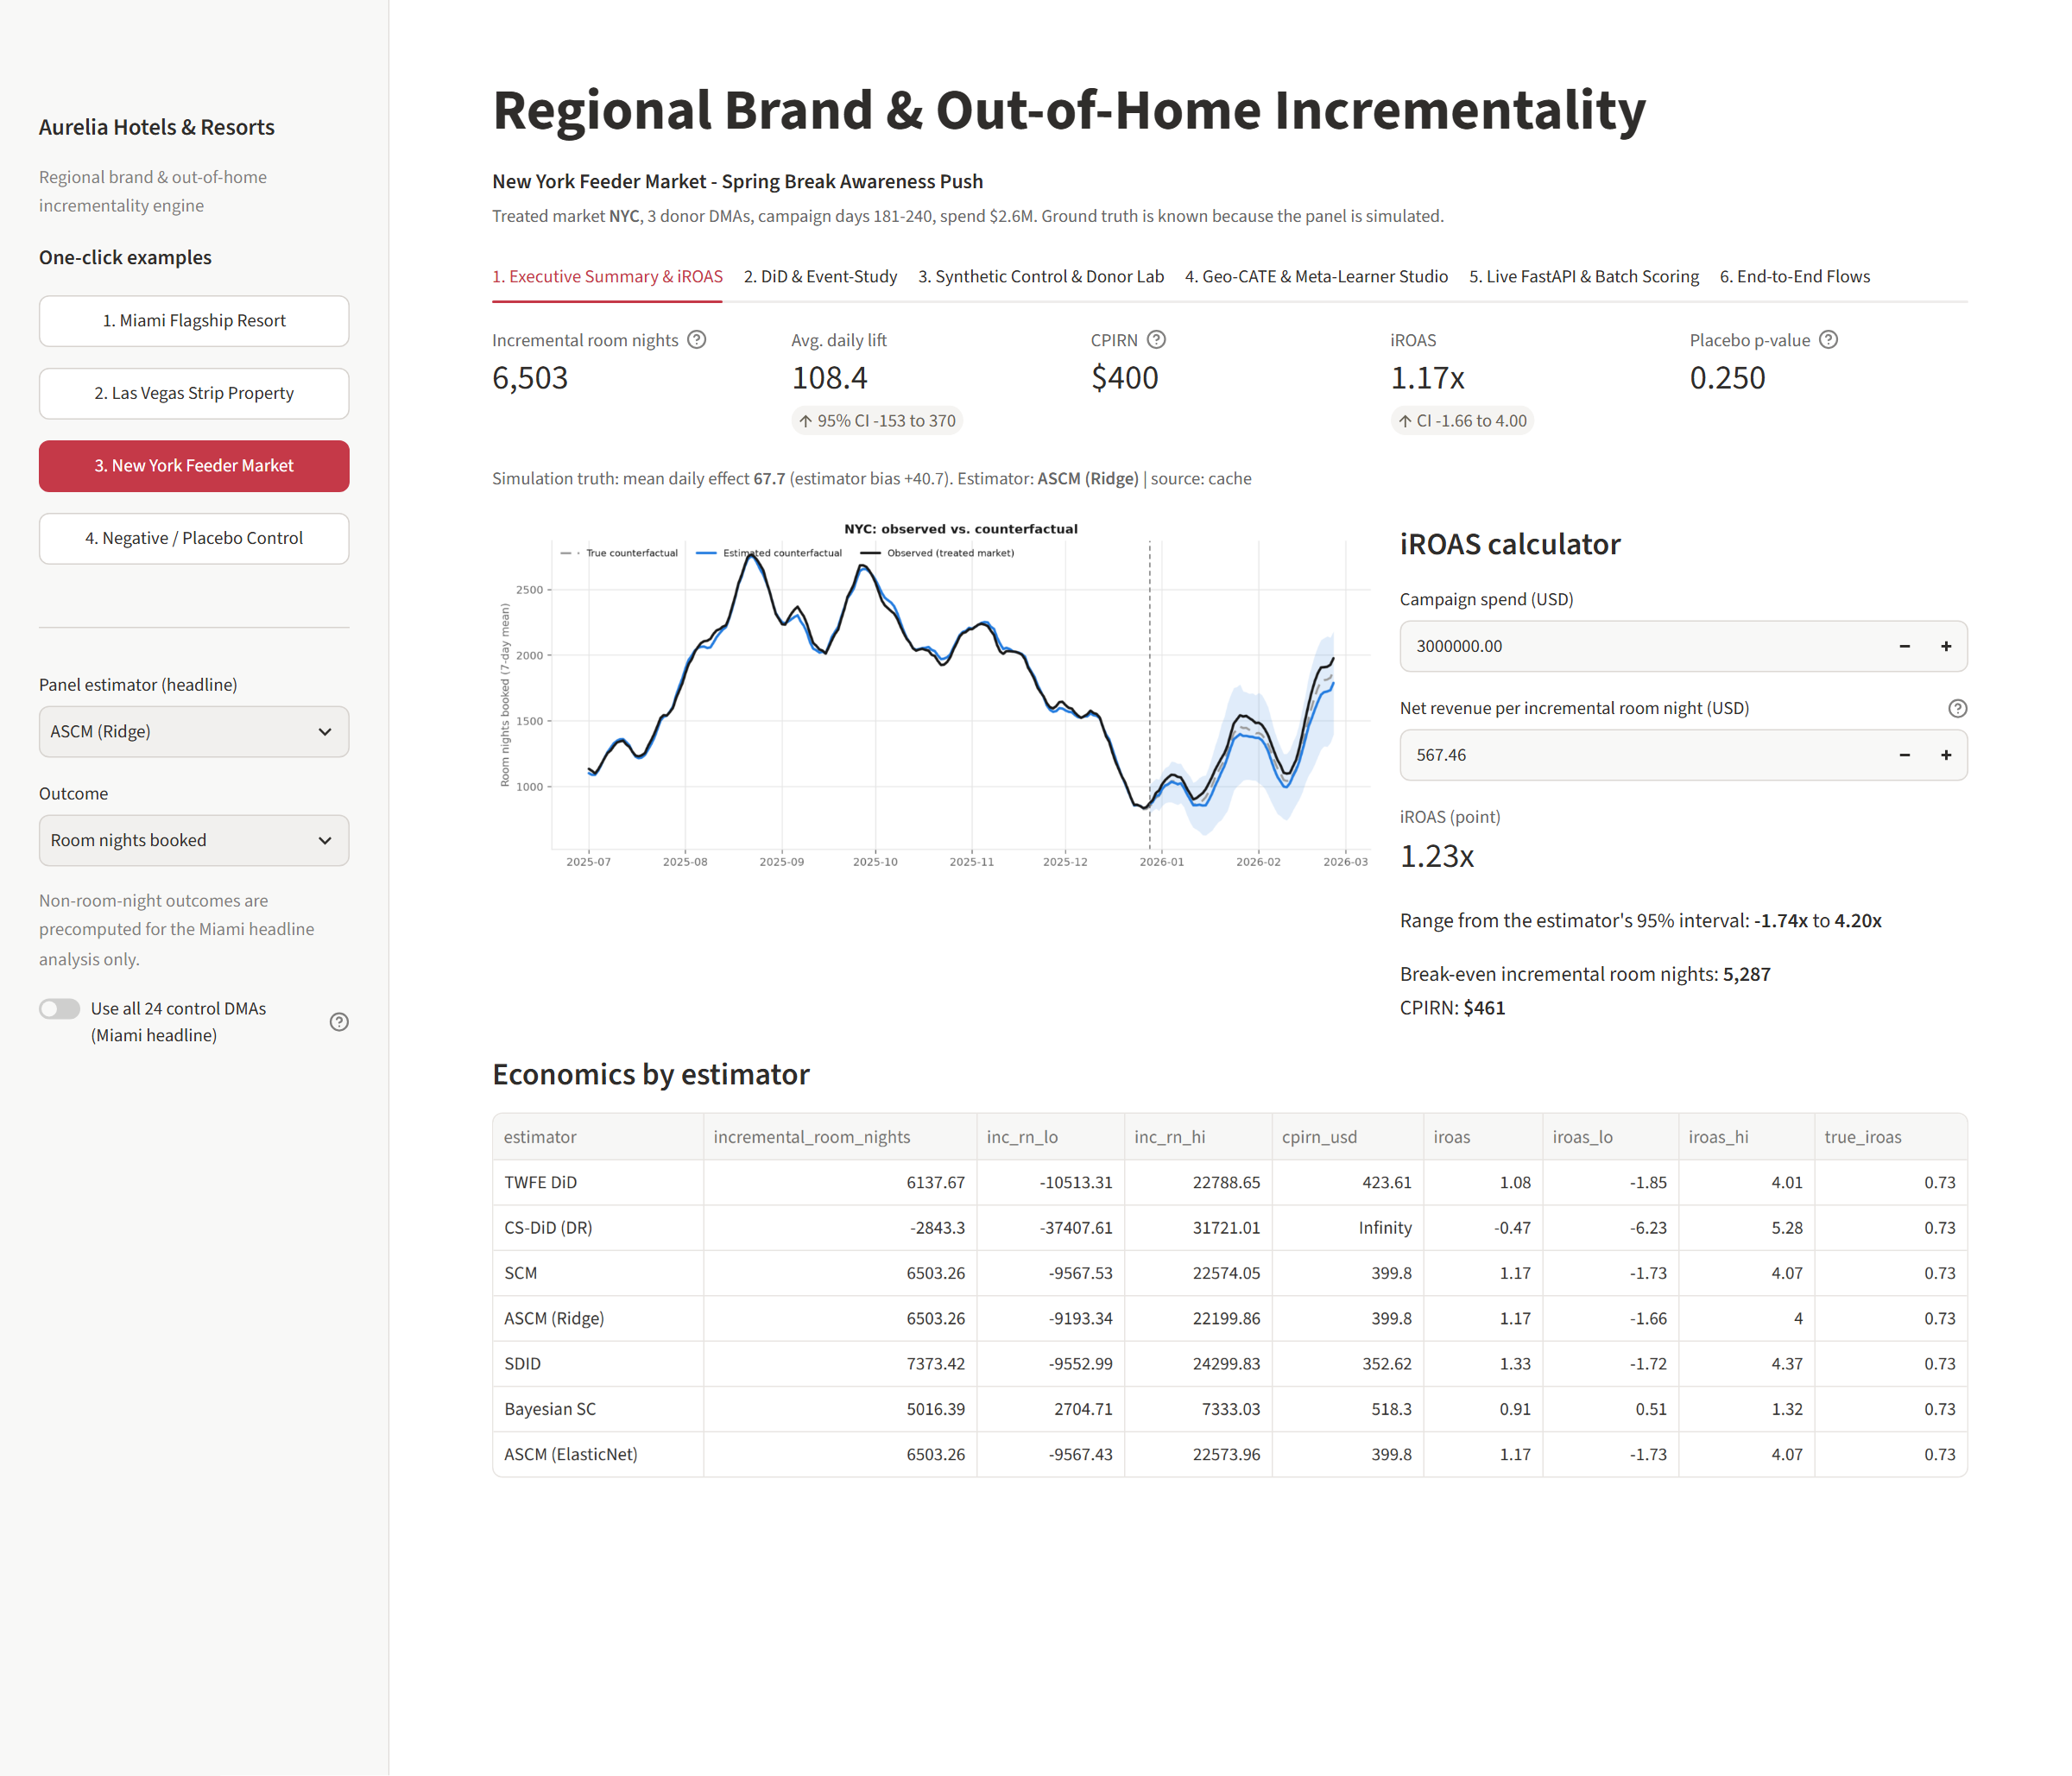 Aurelia Hotels & Resorts
Regional brand & out-of-home
incrementality engine
One-click examples
1. Miami Flagship Resort
2. Las Vegas Strip Property
3. New York Feeder Market
4. Negative / Placebo Control
Panel estimator (headline)
ASCM (Ridge)
Outcome
Room nights booked
Non-room-night outcomes are
precomputed for the Miami headline
analysis only.
Use all 24 control DMAs
(Miami headline)
Regional Brand & Out-of-Home Incrementality
New York Feeder Market - Spring Break Awareness Push
Treated market NYC, 3 donor DMAs, campaign days 181-240, spend $2.6M. Ground truth is known because the panel is simulated.
1. Executive Summary & iROAS 2. DiD & Event-Study 3. Synthetic Control & Donor Lab 4. Geo-CATE & Meta-Learner Studio 5. Live FastAPI & Batch Scoring 6. End-to-End Flows
Incremental room nights Avg. daily lift CPIRN iROAS Placebo p-value
6,503 108.4 $400 1.17x 0.250
↑ 95% CI -153 to 370 ↑ CI -1.66 to 4.00
Simulation truth: mean daily effect 67.7 (estimator bias +40.7). Estimator: ASCM (Ridge) | source: cache
NYC: observed vs. counterfactual
True counterfactual Estimated counterfactual Observed (treated market)
Room nights booked (7-day mean)
2500
2000
1500
1000
2025-07 2025-08 2025-09 2025-10 2025-11 2025-12 2026-01 2026-02 2026-03
iROAS calculator
Campaign spend (USD)
3000000.00
Net revenue per incremental room night (USD)
567.46
iROAS (point)
1.23x
Range from the estimator's 95% interval: -1.74x to 4.20x
Break-even incremental room nights: 5,287
CPIRN: $461
Economics by estimator
estimator incremental_room_nights inc_rn_lo inc_rn_hi cpirn_usd iroas iroas_lo iroas_hi true_iroas
TWFE DiD 6137.67 -10513.31 22788.65 423.61 1.08 -1.85 4.01 0.73
CS-DiD (DR) -2843.3 -37407.61 31721.01 Infinity -0.47 -6.23 5.28 0.73
SCM 6503.26 -9567.53 22574.05 399.8 1.17 -1.73 4.07 0.73
ASCM (Ridge) 6503.26 -9193.34 22199.86 399.8 1.17 -1.66 4 0.73
SDID 7373.42 -9552.99 24299.83 352.62 1.33 -1.72 4.37 0.73
Bayesian SC 5016.39 2704.71 7333.03 518.3 0.91 0.51 1.32 0.73
ASCM (ElasticNet) 6503.26 -9567.43 22573.96 399.8 1.17 -1.73 4.07 0.73